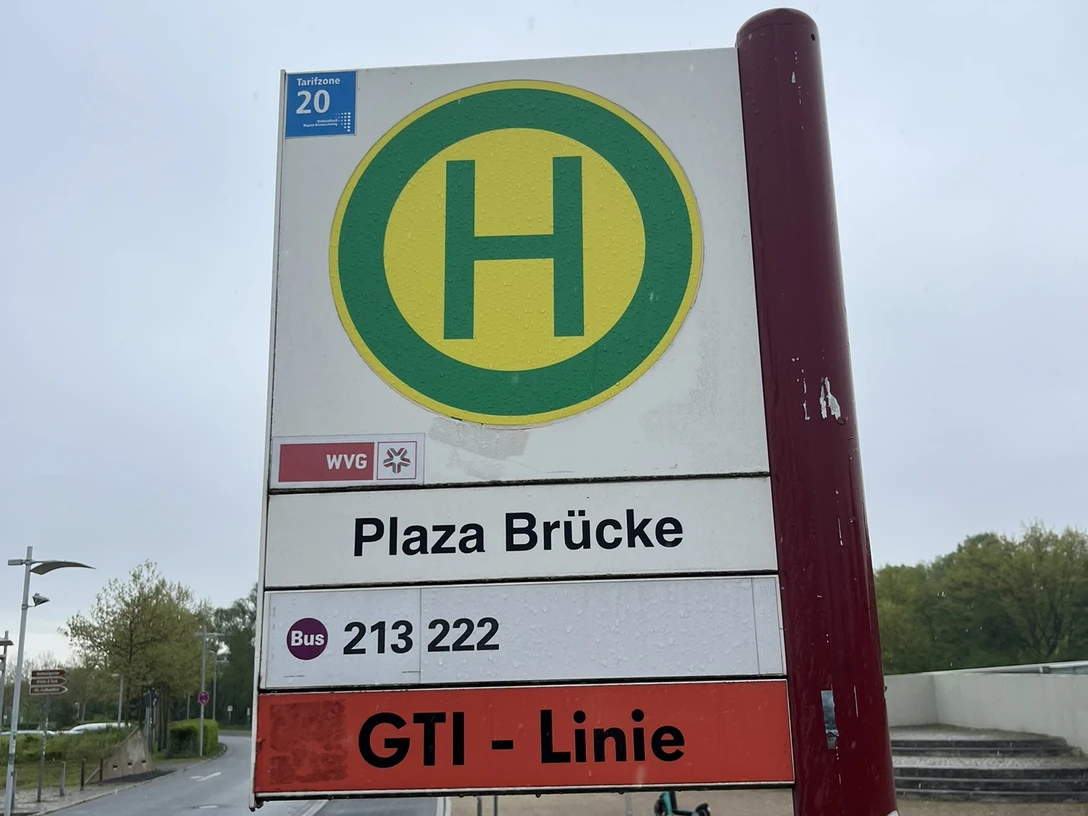 Tarifzone
20
H
WVG
Plaza Brücke
Bus 213 222
GTI - Linie